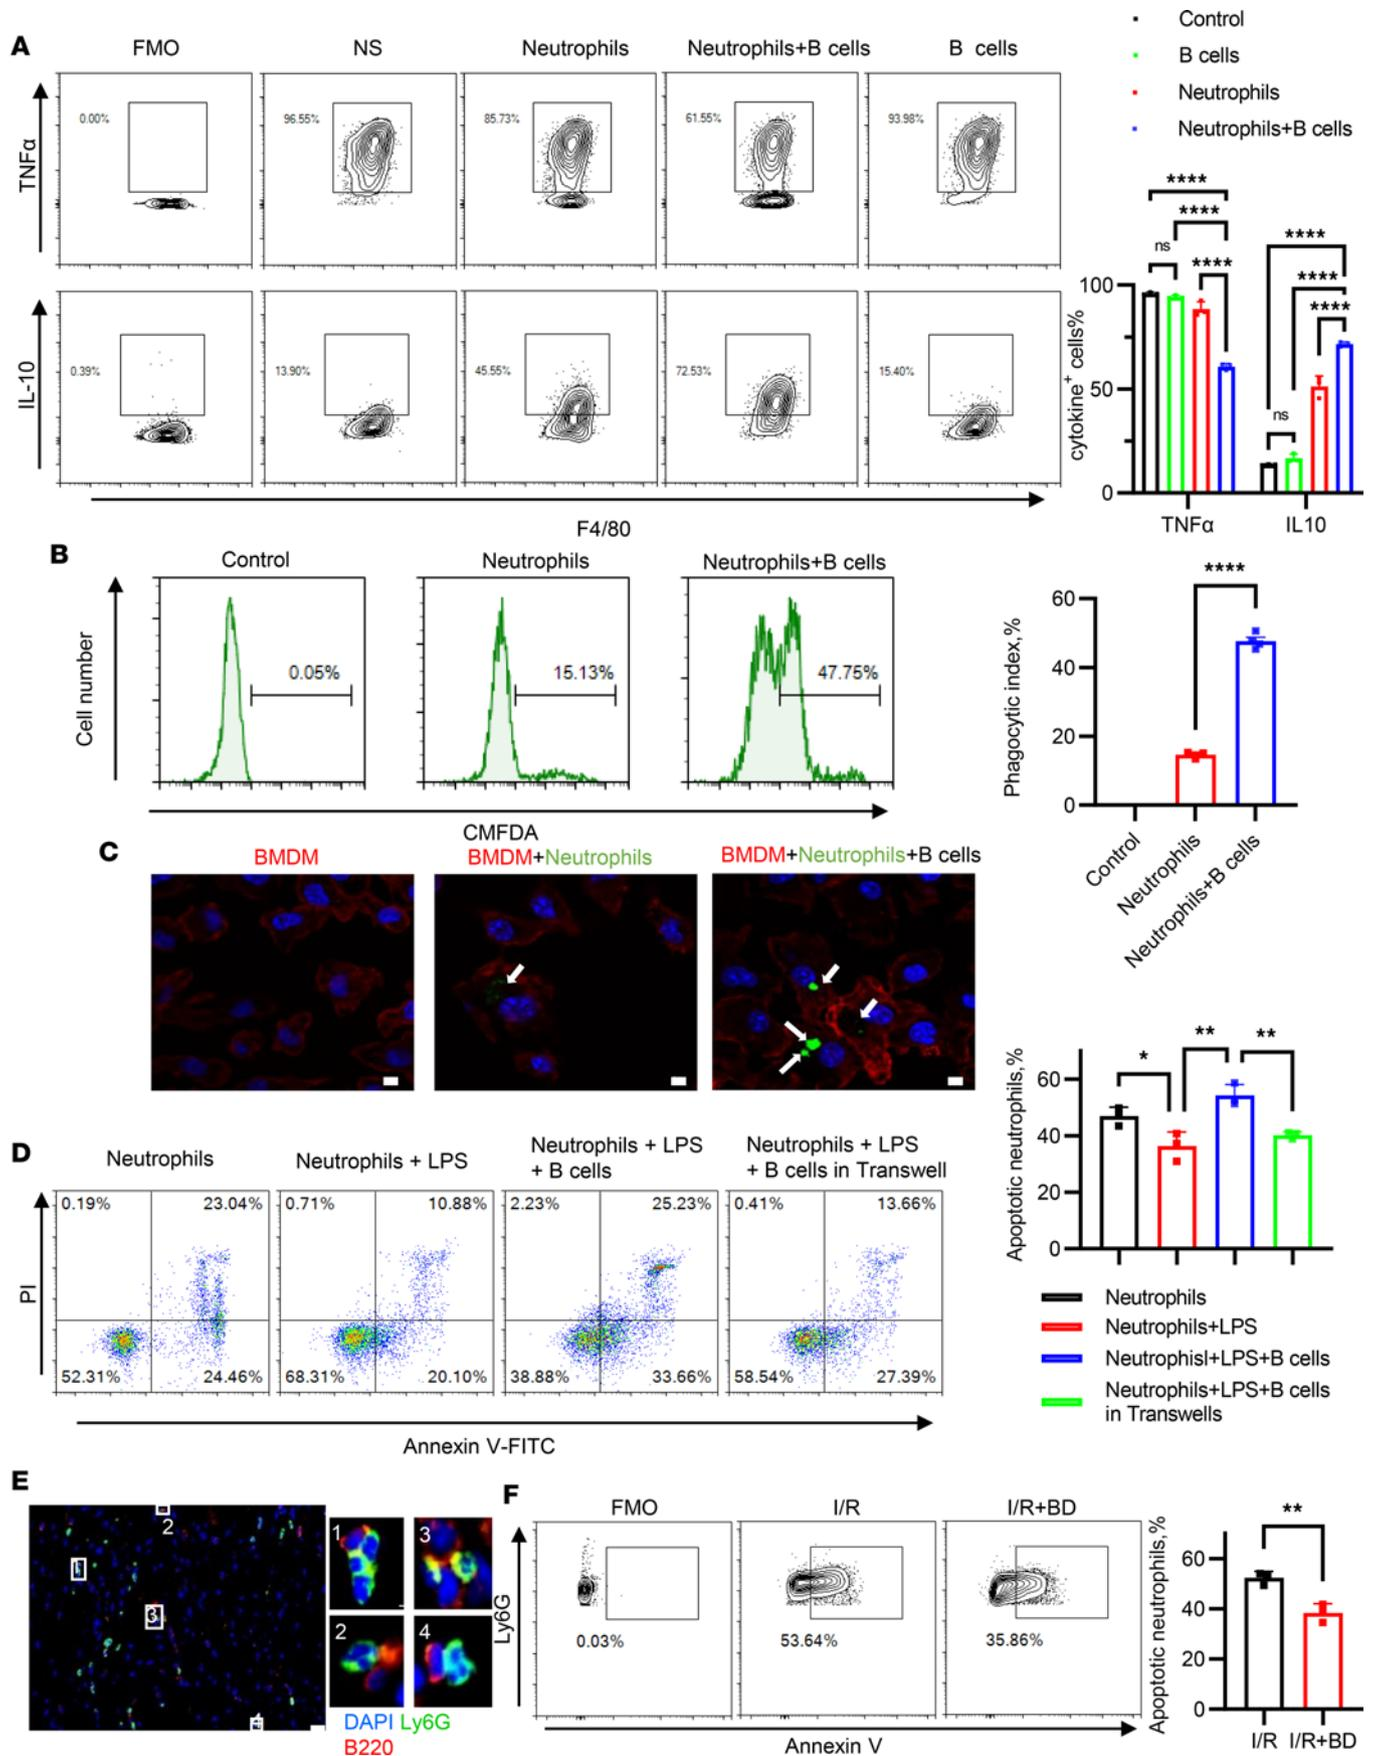 A
FMO
NS
Neutrophils
Neutrophils+B cells
B cells
Control
B cells
Neutrophils
Neutrophils+B cells
TNFα
0.00%
96.55%
85.73%
61.55%
93.98%
IL-10
0.39%
13.90%
45.55%
72.53%
15.40%
F4/80
cytokine+ cells%
100
50
0
ns
****
****
****
ns
****
****
****
TNFα
IL10
B
Control
Neutrophils
Neutrophils+B cells
Cell number
0.05%
15.13%
47.75%
CMFDA
Phagocytic index,%
60
40
20
0
****
Control
Neutrophils
Neutrophils+B cells
C
BMDM
BMDM+Neutrophils
BMDM+Neutrophils+B cells
D
Neutrophils
Neutrophils + LPS
Neutrophils + LPS
+ B cells
Neutrophils + LPS
+ B cells in Transwell
PI
0.19%
23.04%
52.31%
24.46%
0.71%
10.88%
68.31%
20.10%
2.23%
25.23%
38.88%
33.66%
0.41%
13.66%
58.54%
27.39%
Annexin V-FITC
Apoptotic neutrophils,%
60
40
20
0
*
**
**
Neutrophils
Neutrophils+LPS
Neutrophisl+LPS+B cells
Neutrophils+LPS+B cells
in Transwells
E
2
3
1
3
2
4
DAPI Ly6G
B220
F
FMO
I/R
I/R+BD
Ly6G
0.03%
53.64%
35.86%
Annexin V
Apoptotic neutrophils,%
60
40
20
0
**
I/R
I/R+BD